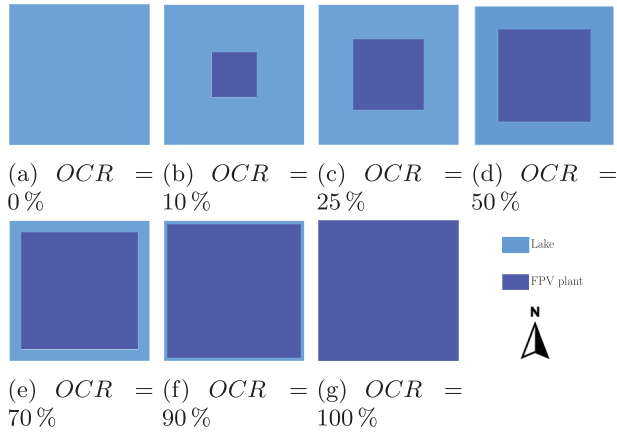 (a) OCR = (b) OCR = (c) OCR = (d) OCR =
0 % 10 % 25 % 50 %
Lake
FPV plant
N
(e) OCR = (f) OCR = (g) OCR =
70 % 90 % 100 %